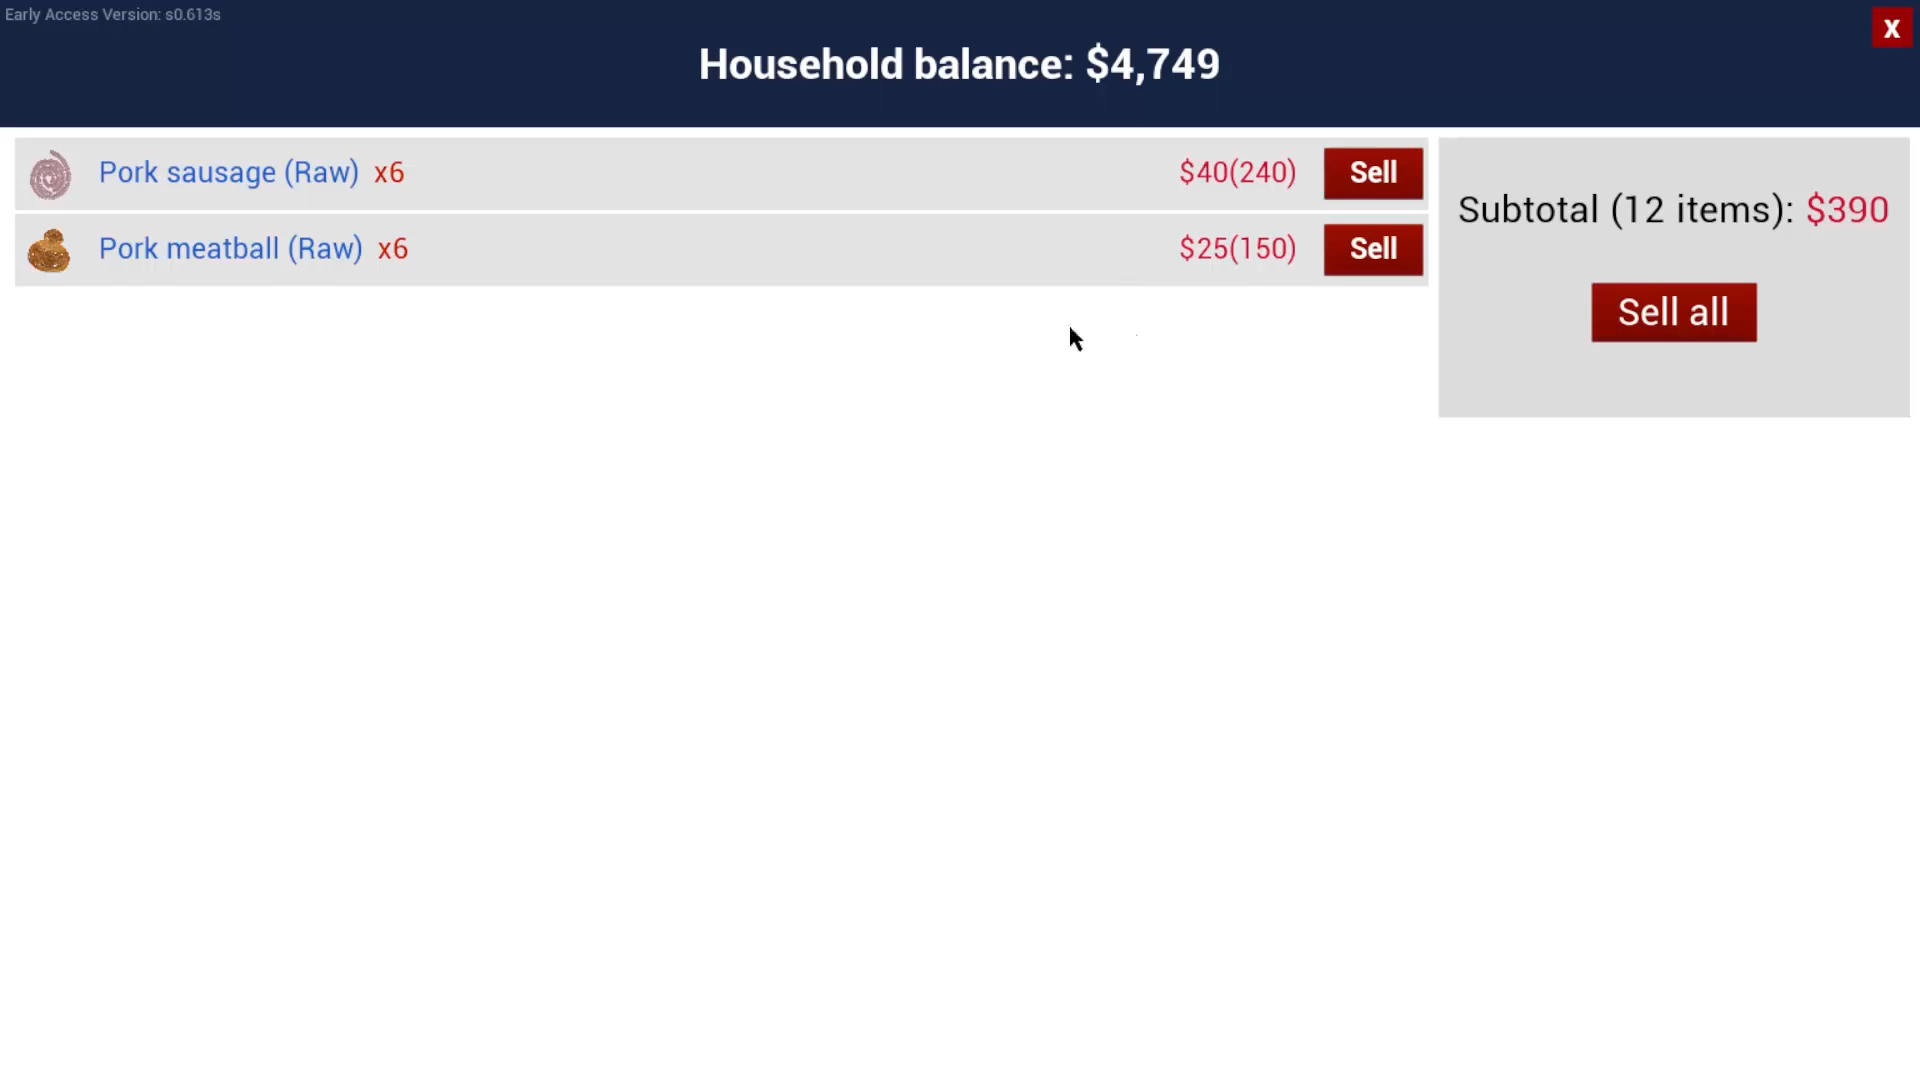 Early Access Version: s0.613s
X
Household balance: $4,749
Pork sausage (Raw) x6 $40(240) Sell
Pork meatball (Raw) x6 $25(150) Sell
Subtotal (12 items): $390
Sell all